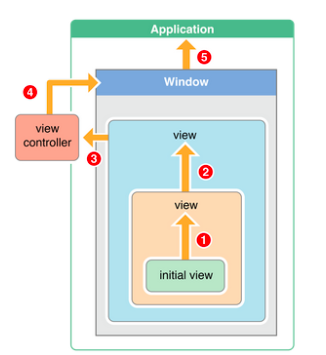 Application
5
Window
4
view
controller
3
view
2
view
1
initial view